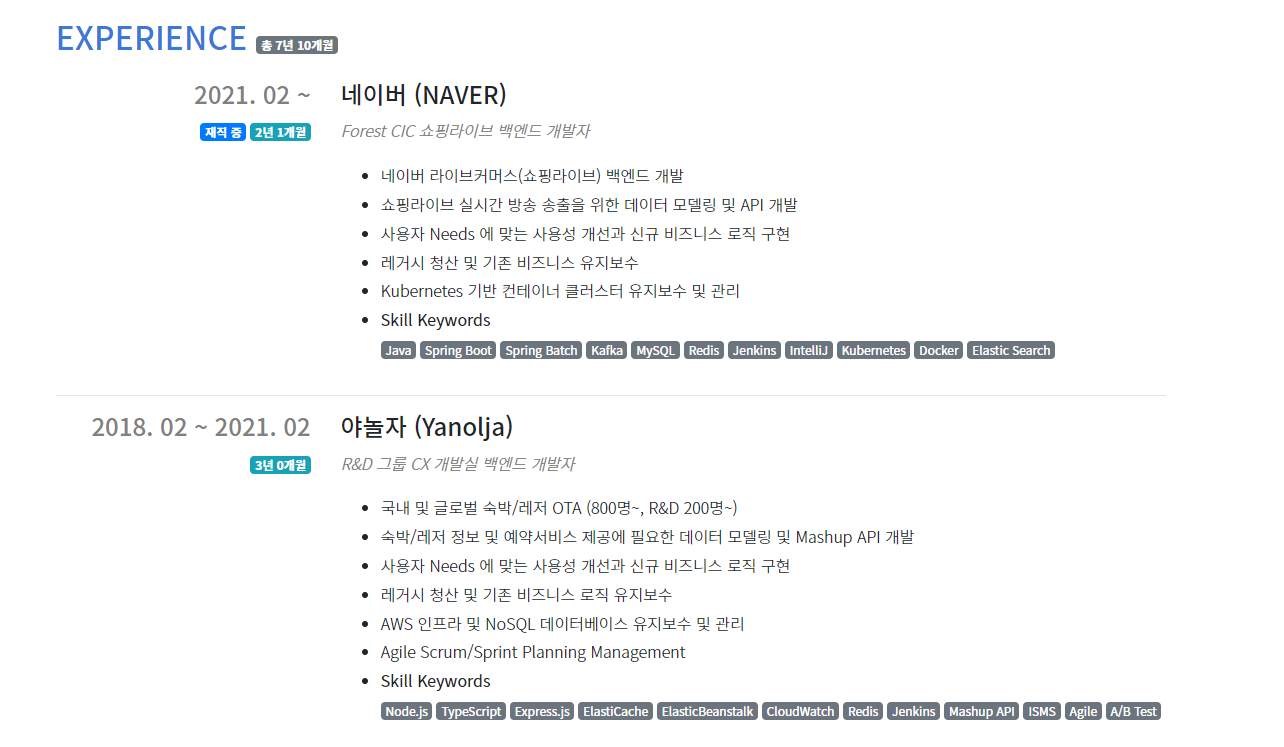 EXPERIENCE 총 7년 10개월
2021. 02 ~
재직 중 2년 1개월
네이버 (NAVER)
Forest CIC 쇼핑라이브 백엔드 개발자
네이버 라이브커머스(쇼핑라이브) 백엔드 개발
쇼핑라이브 실시간 방송 송출을 위한 데이터 모델링 및 API 개발
사용자 Needs 에 맞는 사용성 개선과 신규 비즈니스 로직 구현
레거시 청산 및 기존 비즈니스 유지보수
Kubernetes 기반 컨테이너 클러스터 유지보수 및 관리
Skill Keywords
Java Spring Boot Spring Batch Kafka MySQL Redis Jenkins IntelliJ Kubernetes Docker Elastic Search
2018. 02 ~ 2021. 02
3년 0개월
야놀자 (Yanolja)
R&D 그룹 CX 개발실 백엔드 개발자
국내 및 글로벌 숙박/레저 OTA (800명~, R&D 200명~)
숙박/레저 정보 및 예약서비스 제공에 필요한 데이터 모델링 및 Mashup API 개발
사용자 Needs 에 맞는 사용성 개선과 신규 비즈니스 로직 구현
레거시 청산 및 기존 비즈니스 로직 유지보수
AWS 인프라 및 NoSQL 데이터베이스 유지보수 및 관리
Agile Scrum/Sprint Planning Management
Skill Keywords
Node.js TypeScript Express.js ElastiCache ElasticBeanstalk CloudWatch Redis Jenkins Mashup API ISMS Agile A/B Test